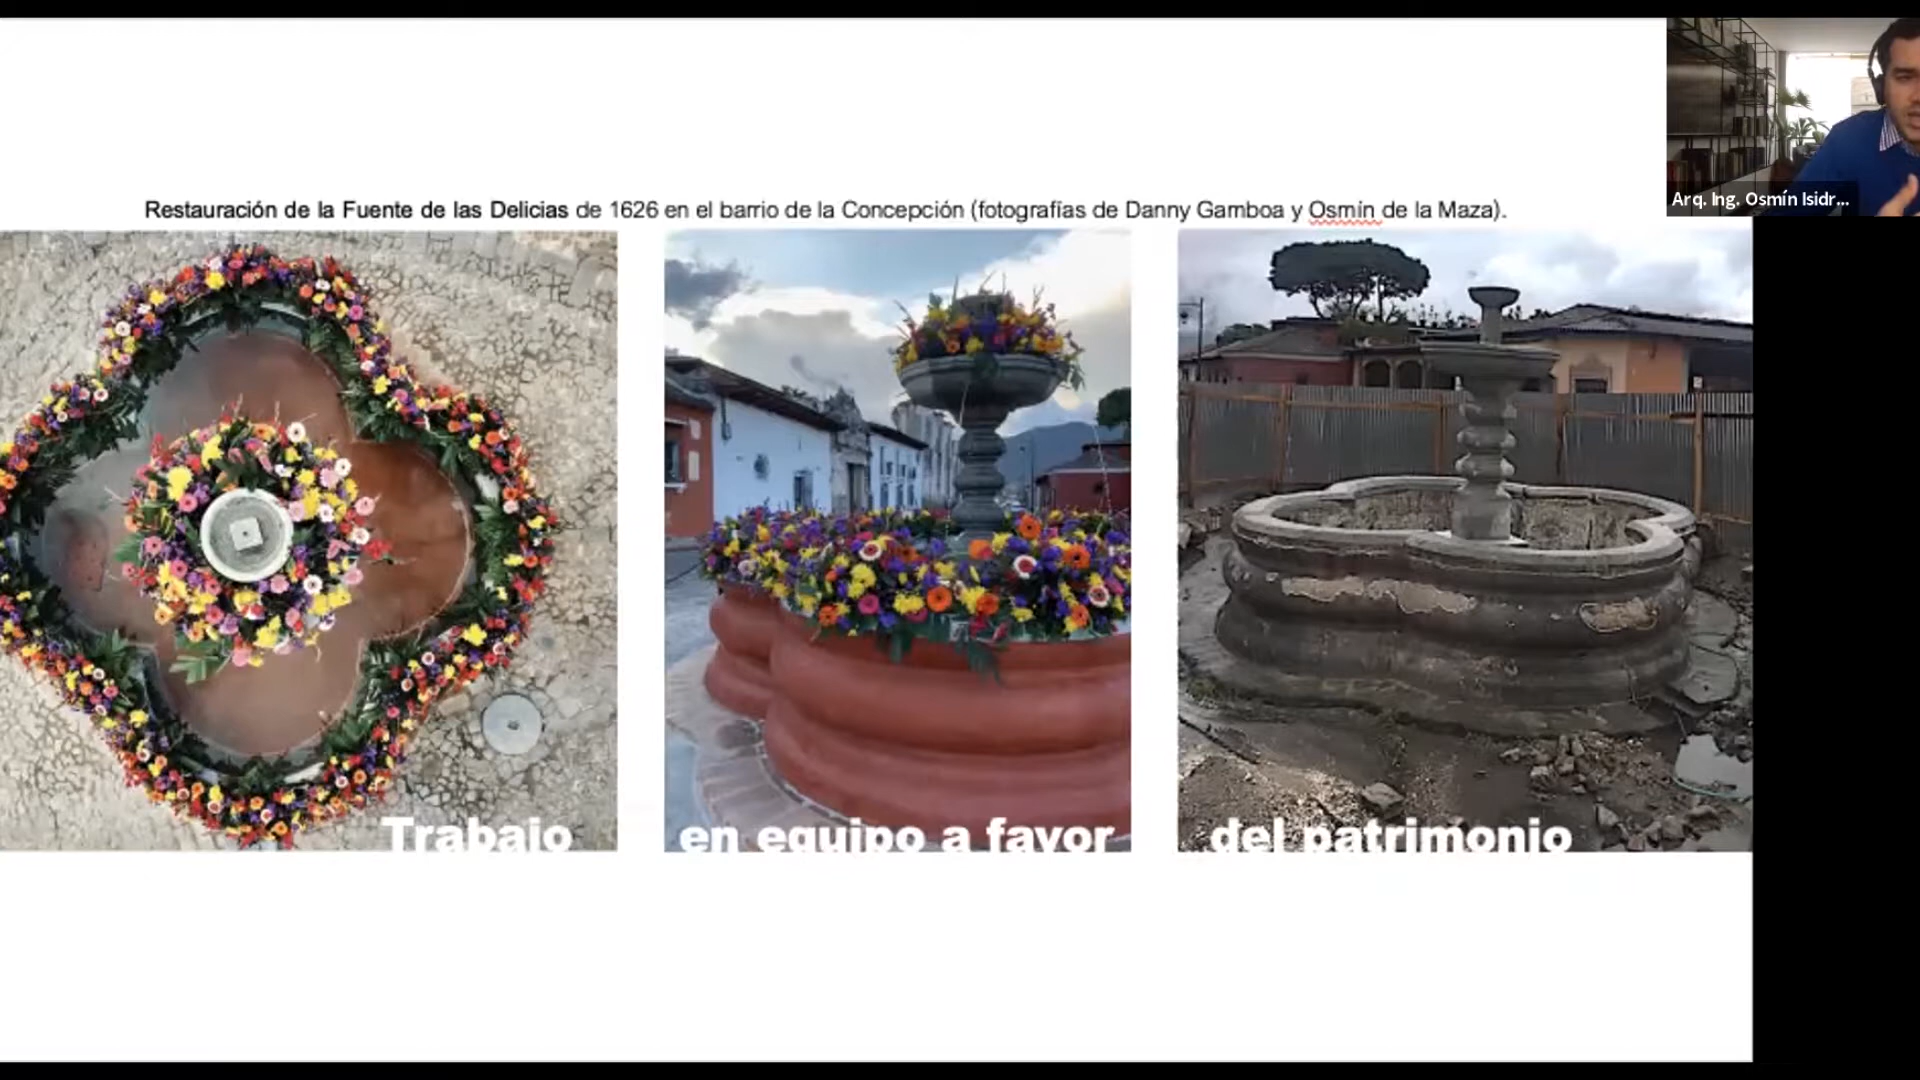 Arq. Ing. Osmín Isidr...
Restauración de la Fuente de las Delicias de 1626 en el barrio de la Concepción (fotografías de Danny Gamboa y Osmín de la Maza).
Trabajo en equipo a favor del patrimonio